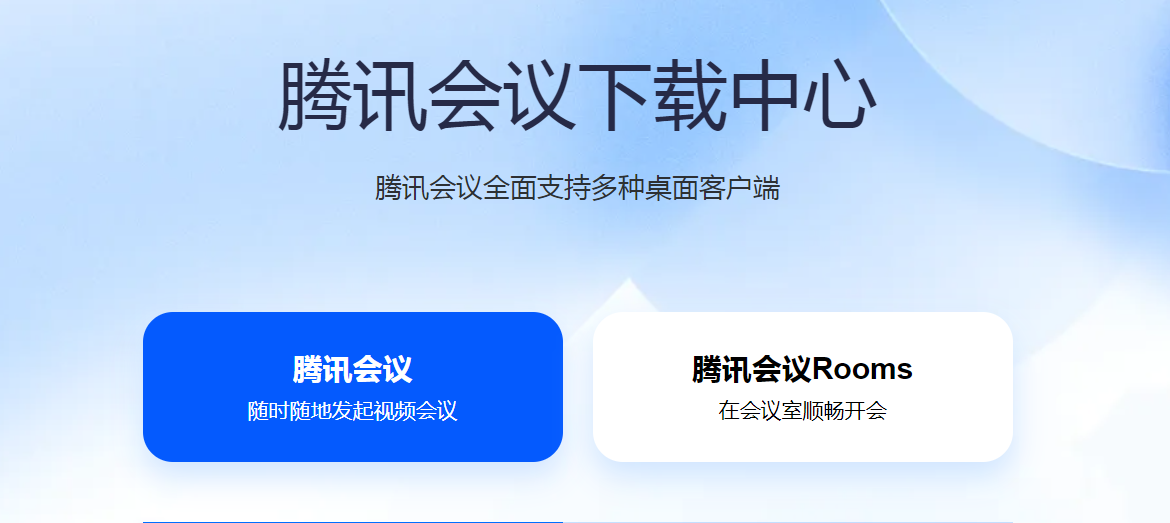 腾讯会议下载中心
腾讯会议全面支持多种桌面客户端
腾讯会议
随时随地发起视频会议
腾讯会议Rooms
在会议室顺畅开会